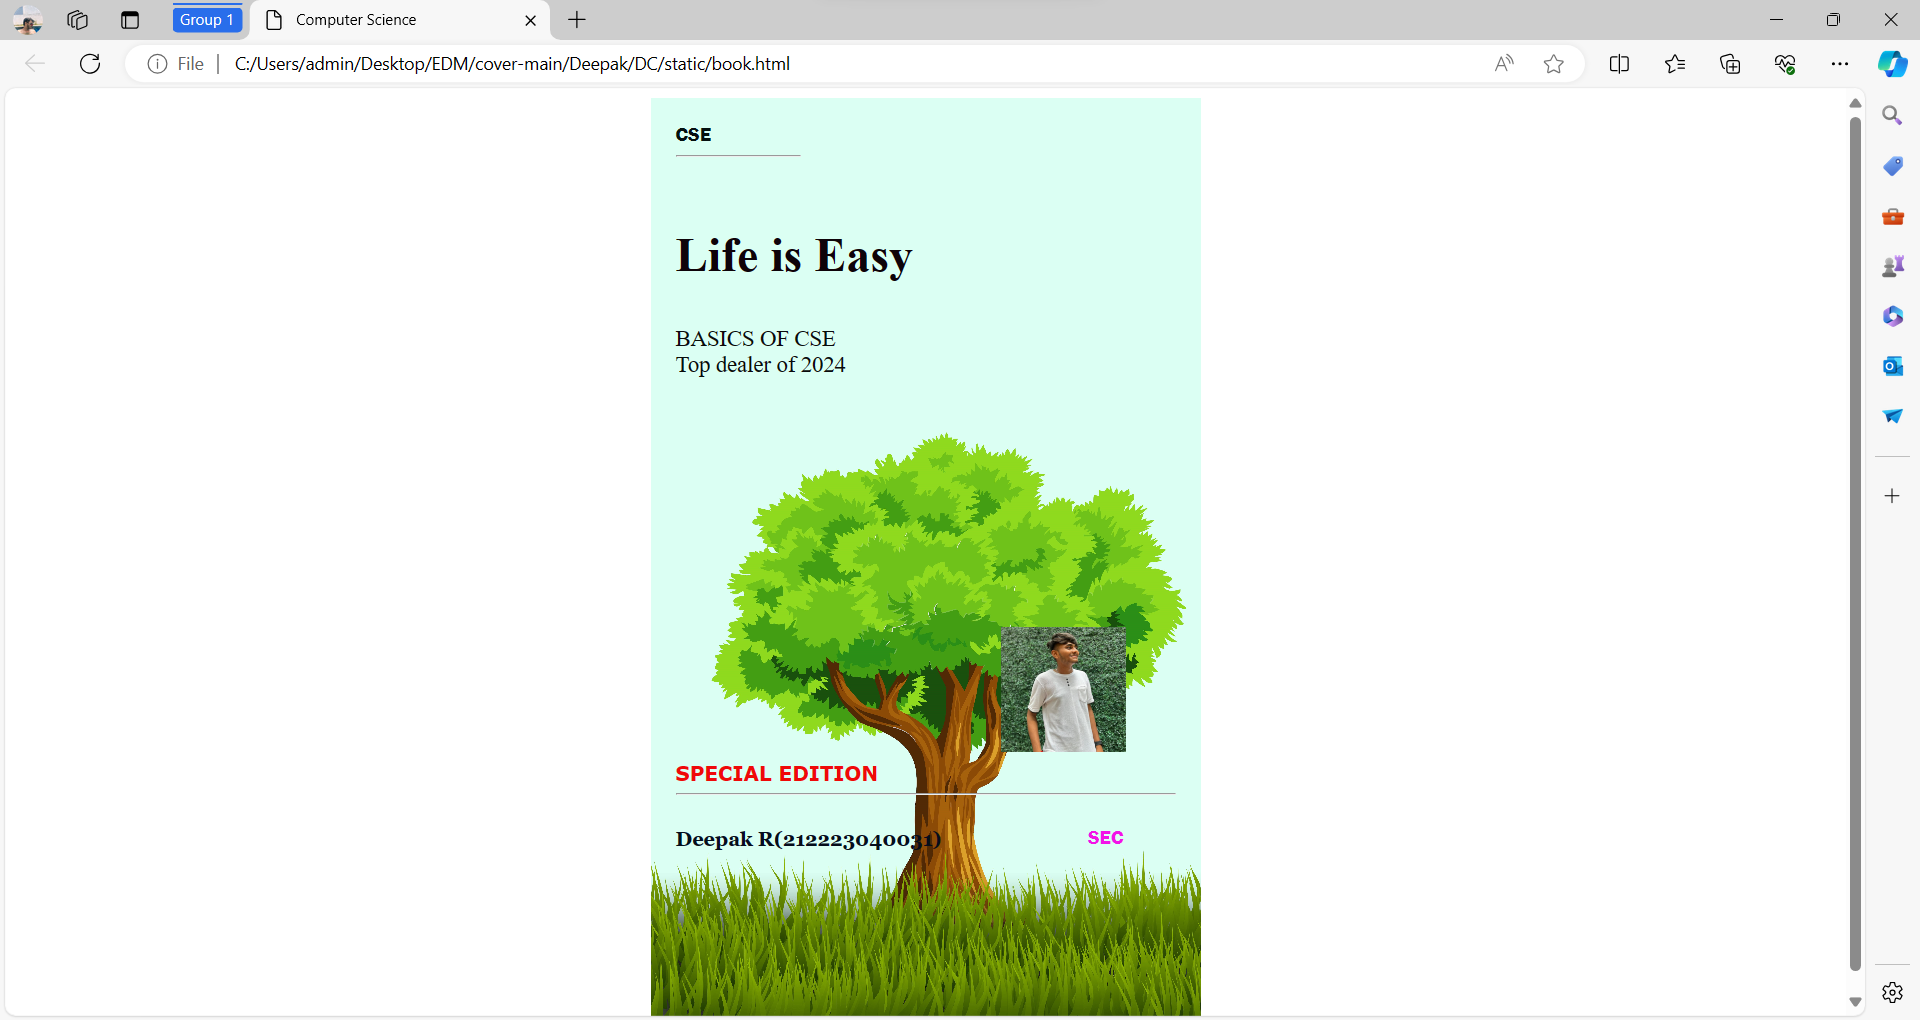 Group 1
Computer Science
File
C:/Users/admin/Desktop/EDM/cover-main/Deepak/DC/static/book.html
CSE
Life is Easy
BASICS OF CSE
Top dealer of 2024
SPECIAL EDITION
Deepak R(212223040031)
SEC